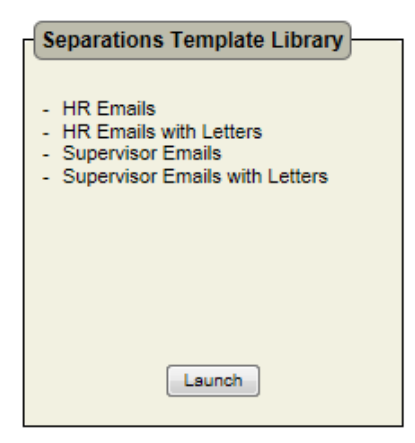 Separations Template Library
- HR Emails
- HR Emails with Letters
- Supervisor Emails
- Supervisor Emails with Letters
Launch